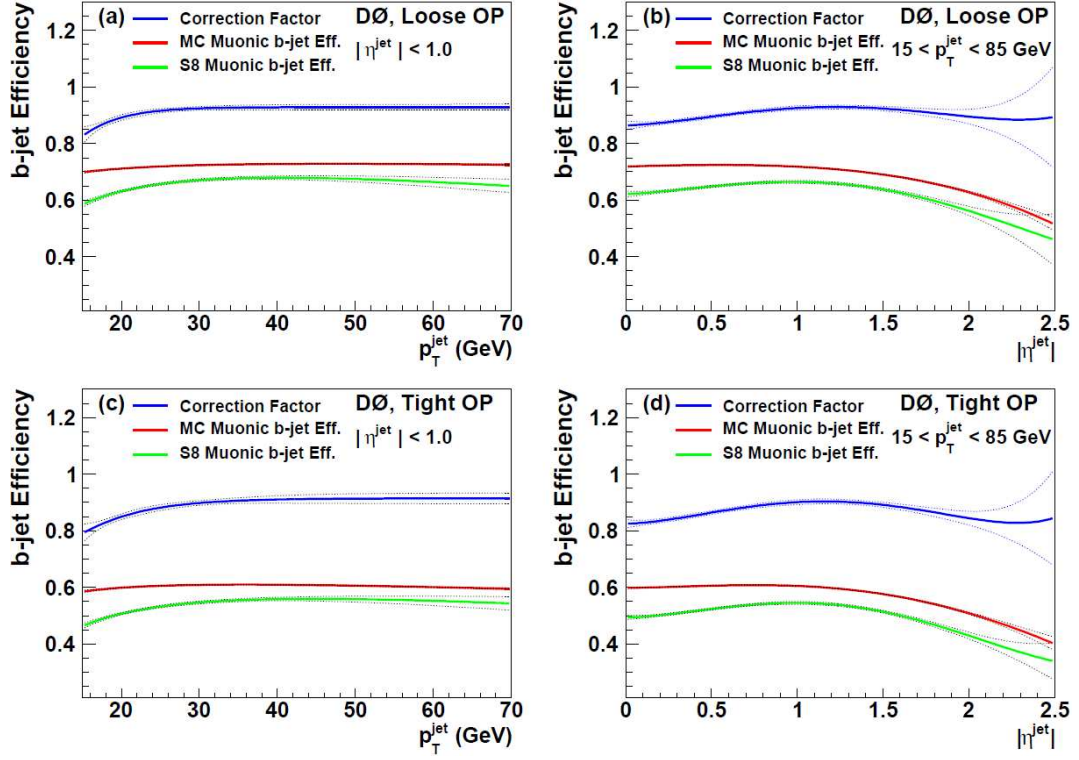 b-jet Efficiency
(a)
DØ, Loose OP
Correction Factor
MC Muonic b-jet Eff.
S8 Muonic b-jet Eff.
| η^jet | < 1.0
1.2
1
0.8
0.6
0.4
20 30 40 50 60 70
p_T^jet (GeV)
b-jet Efficiency
(b)
DØ, Loose OP
Correction Factor
MC Muonic b-jet Eff.
S8 Muonic b-jet Eff.
15 < p_T^jet < 85 GeV
1.2
1
0.8
0.6
0.4
0 0.5 1 1.5 2 2.5
|η^jet|
b-jet Efficiency
(c)
DØ, Tight OP
Correction Factor
MC Muonic b-jet Eff.
S8 Muonic b-jet Eff.
| η^jet | < 1.0
1.2
1
0.8
0.6
0.4
20 30 40 50 60 70
p_T^jet (GeV)
b-jet Efficiency
(d)
DØ, Tight OP
Correction Factor
MC Muonic b-jet Eff.
S8 Muonic b-jet Eff.
15 < p_T^jet < 85 GeV
1.2
1
0.8
0.6
0.4
0 0.5 1 1.5 2 2.5
|η^jet|